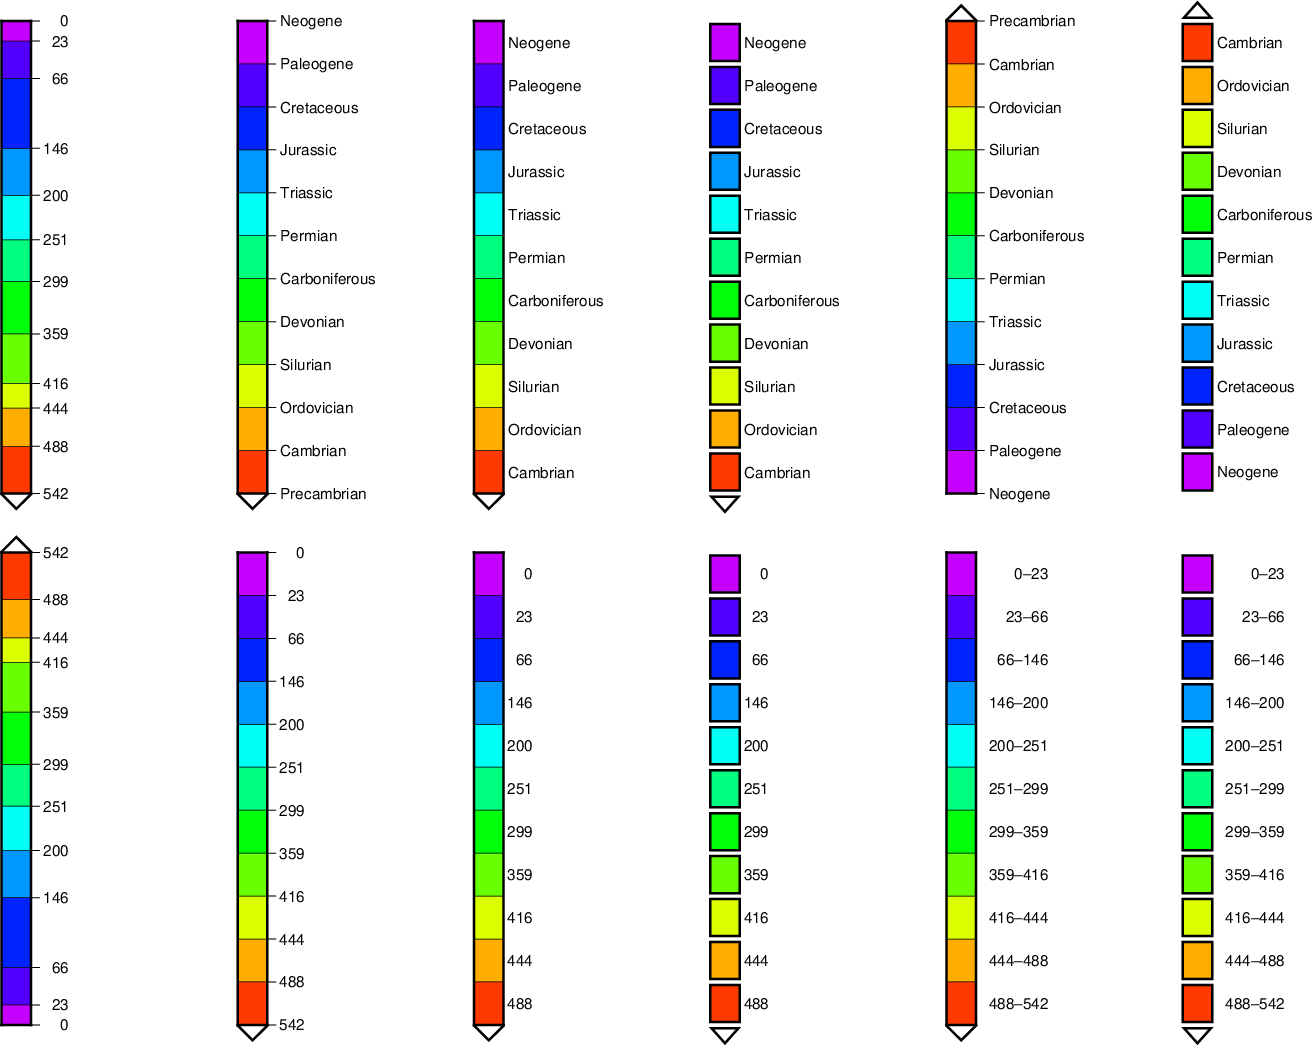 0
23
66
146
200
251
299
359
416
444
488
542
Neogene
Paleogene
Cretaceous
Jurassic
Triassic
Permian
Carboniferous
Devonian
Silurian
Ordovician
Cambrian
Precambrian
Neogene
Paleogene
Cretaceous
Jurassic
Triassic
Permian
Carboniferous
Devonian
Silurian
Ordovician
Cambrian
Neogene
Paleogene
Cretaceous
Jurassic
Triassic
Permian
Carboniferous
Devonian
Silurian
Ordovician
Cambrian
Precambrian
Cambrian
Ordovician
Silurian
Devonian
Carboniferous
Permian
Triassic
Jurassic
Cretaceous
Paleogene
Neogene
Cambrian
Ordovician
Silurian
Devonian
Carboniferous
Permian
Triassic
Jurassic
Cretaceous
Paleogene
Neogene
542
488
444
416
359
299
251
200
146
66
23
0
0
23
66
146
200
251
299
359
416
444
488
542
0
23
66
146
200
251
299
359
416
444
488
0
23
66
146
200
251
299
359
416
444
488
0–23
23–66
66–146
146–200
200–251
251–299
299–359
359–416
416–444
444–488
488–542
0–23
23–66
66–146
146–200
200–251
251–299
299–359
359–416
416–444
444–488
488–542